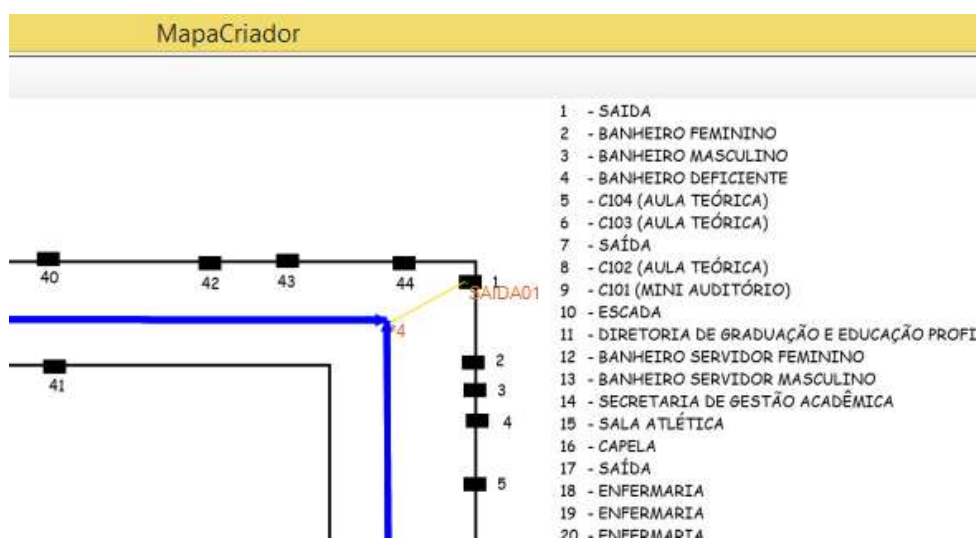 MapaCriador
1 - SAIDA
2 - BANHEIRO FEMININO
3 - BANHEIRO MASCULINO
4 - BANHEIRO DEFICIENTE
5 - C104 (AULA TEÓRICA)
6 - C103 (AULA TEÓRICA)
7 - SAÍDA
8 - C102 (AULA TEÓRICA)
9 - C101 (MINI AUDITÓRIO)
10 - ESCADA
11 - DIRETORIA DE GRADUAÇÃO E EDUCAÇÃO PROFI
12 - BANHEIRO SERVIDOR FEMININO
13 - BANHEIRO SERVIDOR MASCULINO
14 - SECRETARIA DE GESTÃO ACADÊMICA
15 - SALA ATLÉTICA
16 - CAPELA
17 - SAÍDA
18 - ENFERMARIA
19 - ENFERMARIA
20 - ENFERMARIA
40
42
43
44
1
SAIDA01
*4
41
2
3
4
5